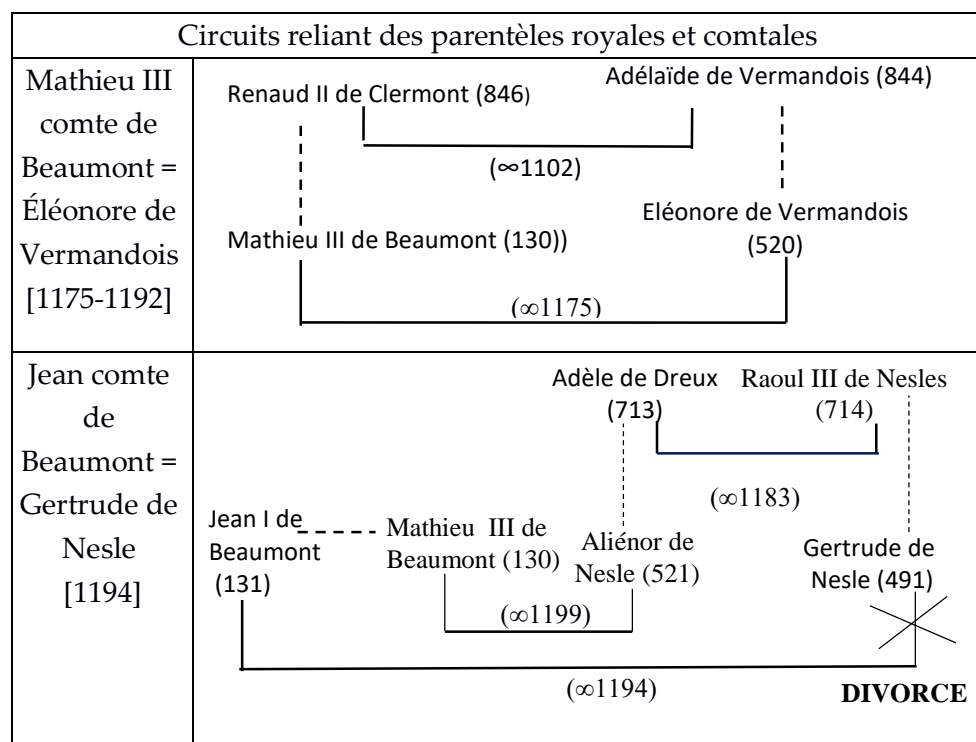 Circuits reliant des parentèles royales et comtales
Mathieu III
comte de
Beaumont =
Éléonore de
Vermandois
[1175-1192]
Renaud II de Clermont (846)
Adélaïde de Vermandois (844)
(∞1102)
Mathieu III de Beaumont (130))
Eléonore de Vermandois
(520)
(∞1175)
Jean comte
de
Beaumont =
Gertrude de
Nesle
[1194]
Adèle de Dreux
(713)
Raoul III de Nesles
(714)
(∞1183)
Jean I de
Beaumont
(131)
Mathieu III de
Beaumont (130)
Aliénor de
Nesle (521)
Gertrude de
Nesle (491)
(∞1199)
(∞1194)
DIVORCE